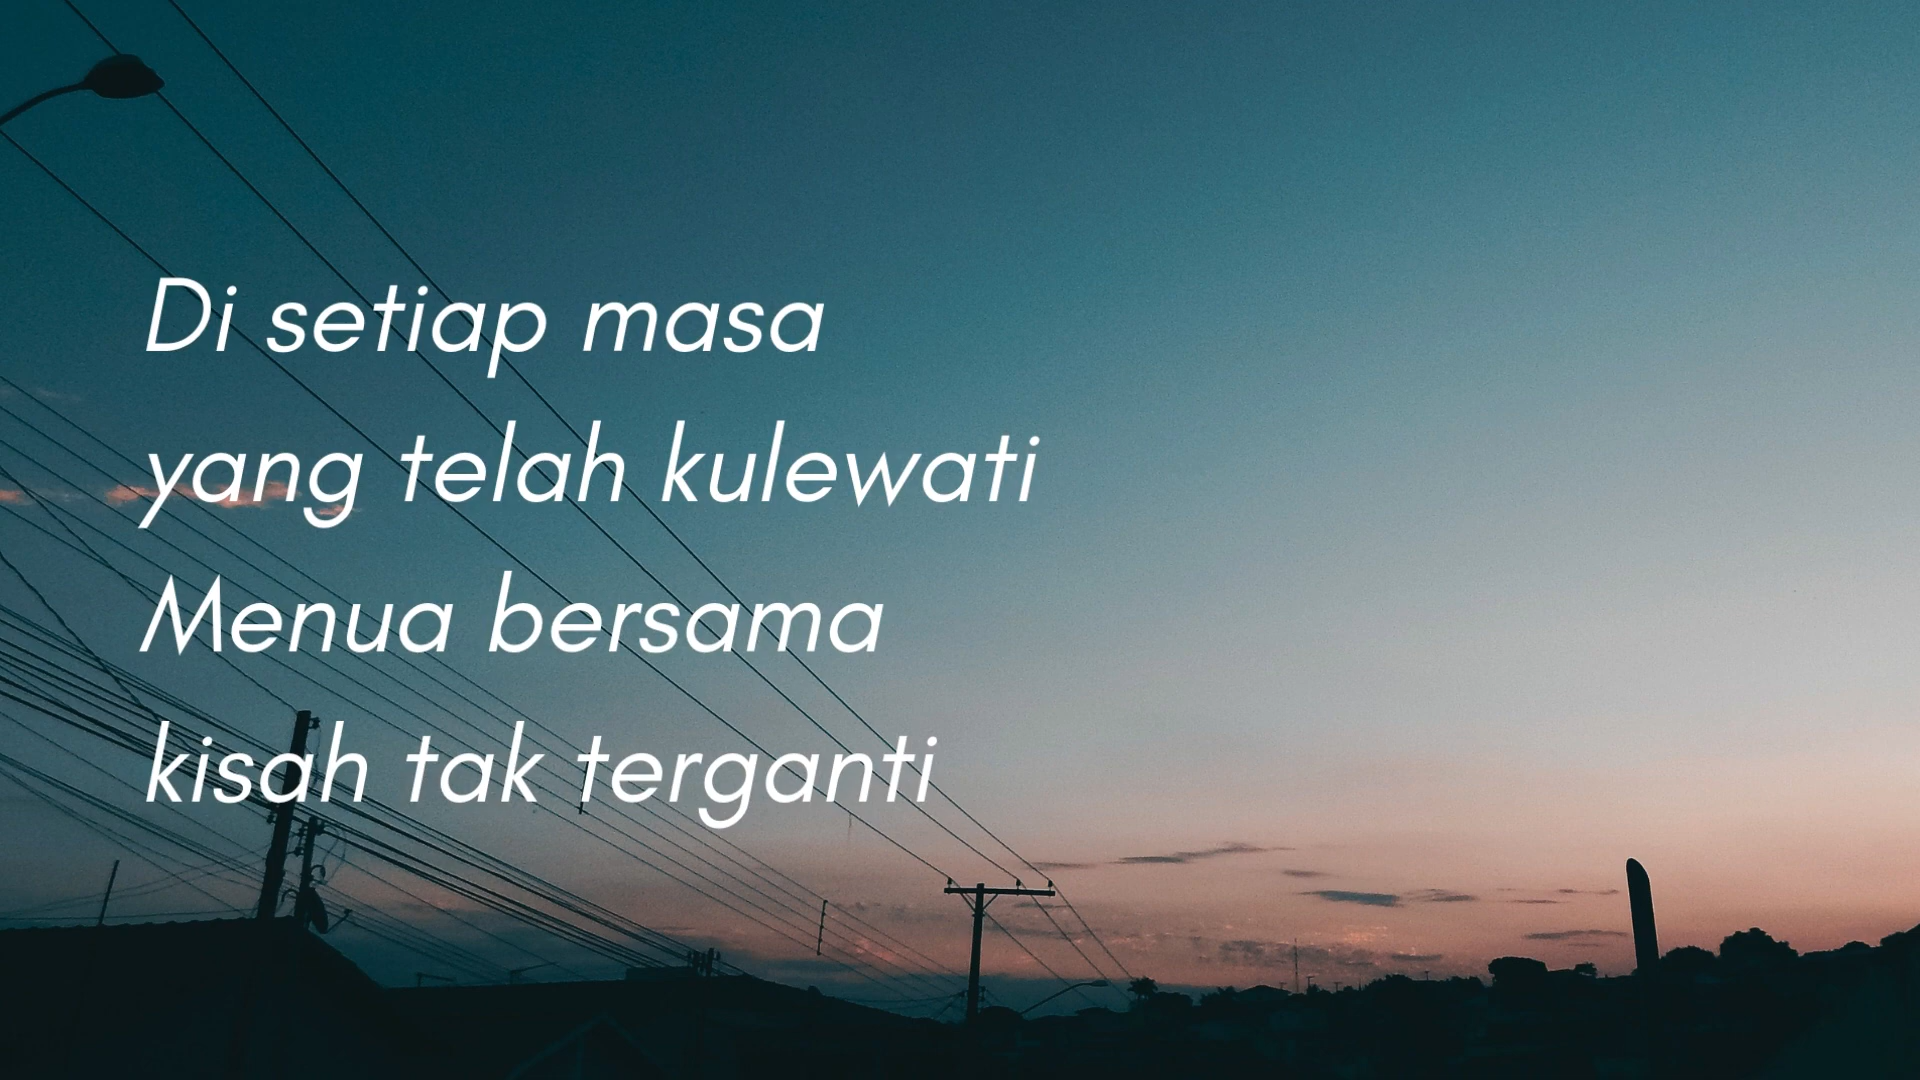 Di setiap masa
yang telah kulewati
Menua bersama
kisah tak terganti